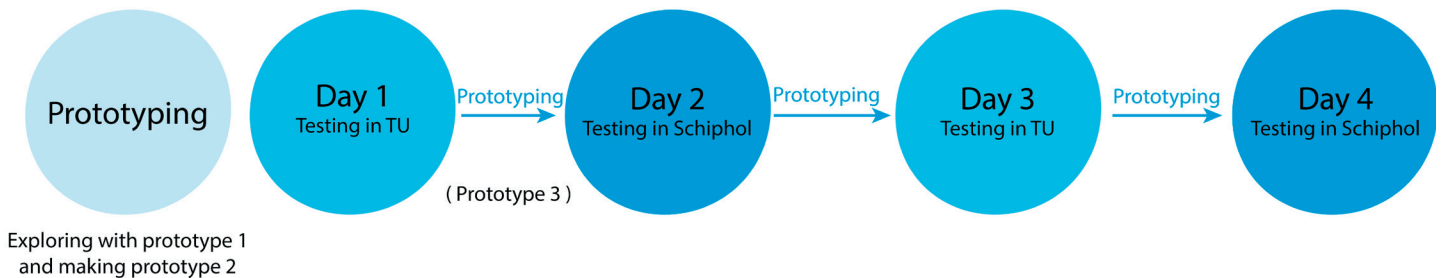 Prototyping
Exploring with prototype 1
and making prototype 2
Day 1
Testing in TU
Prototyping
( Prototype 3 )
Day 2
Testing in Schiphol
Prototyping
Day 3
Testing in TU
Prototyping
Day 4
Testing in Schiphol